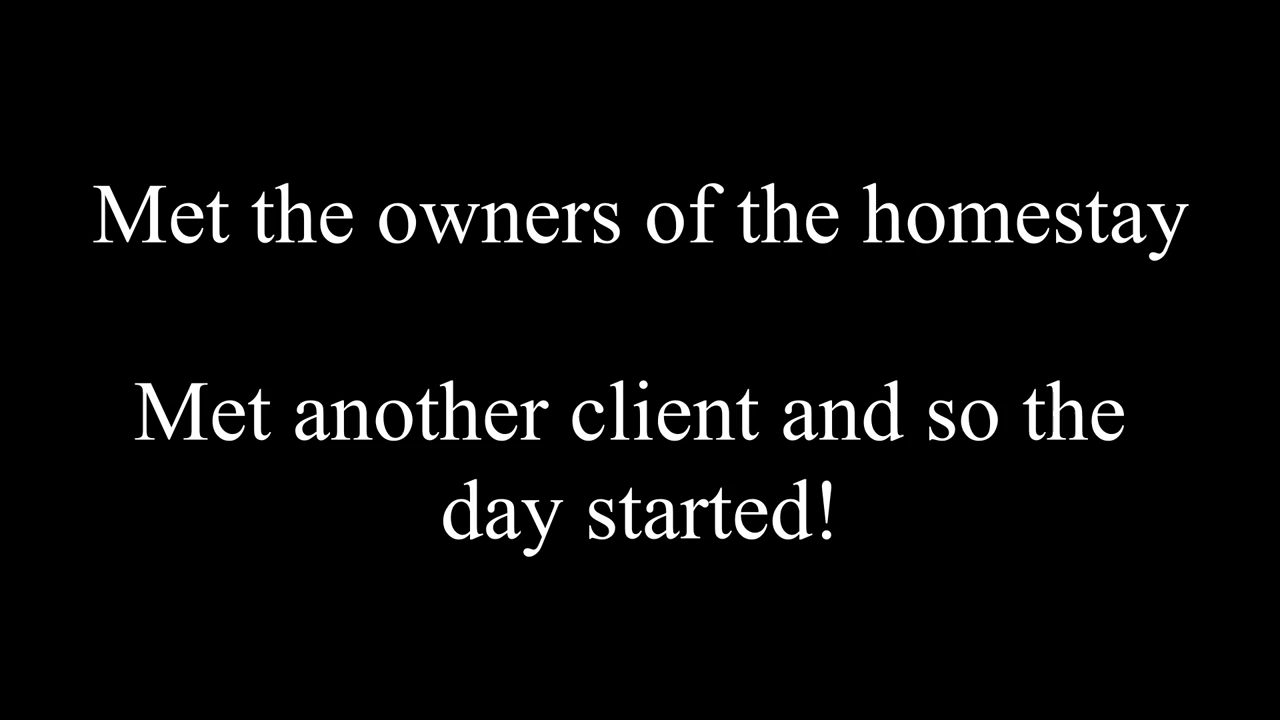 Met the owners of the homestay
Met another client and so the
day started!